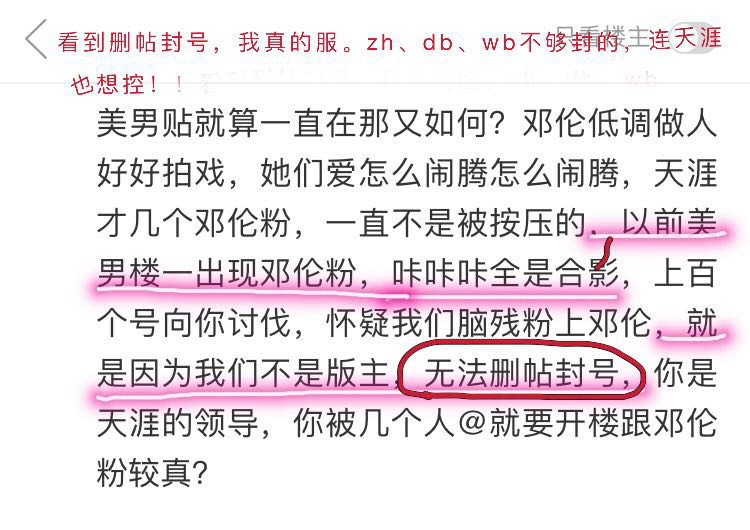 看到删帖封号，我真的服。zh、db、wb不够封的，连天涯
也想控！！
只看楼主
美男贴就算一直在那又如何？邓伦低调做人
好好拍戏，她们爱怎么闹腾怎么闹腾，天涯
才几个邓伦粉，一直不是被按压的，以前美
男楼一出现邓伦粉，咔咔咔全是合影，上百
个号向你讨伐，怀疑我们脑残粉上邓伦，就
是因为我们不是版主，无法删帖封号，你是
天涯的领导，你被几个人@就要开楼跟邓伦
粉较真？